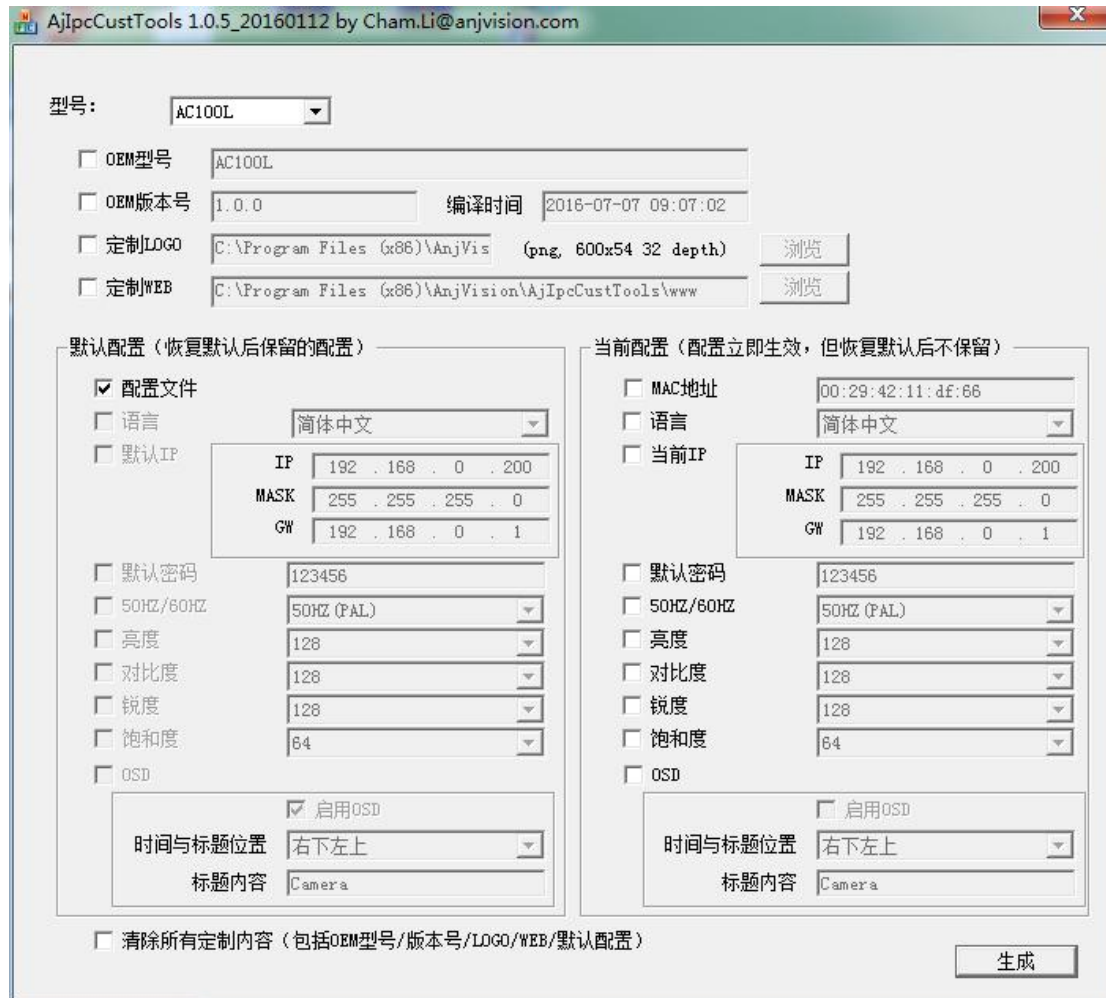 AjIpcCustTools 1.0.5_20160112 by Cham.Li@anjvision.com
型号: AC100L
OEM型号 AC100L
OEM版本号 1.0.0 编译时间 2016-07-07 09:07:02
定制LOGO C:\Program Files (x86)\AnjVis (png, 600x54 32 depth) 浏览
定制WEB C:\Program Files (x86)\AnjVision\AjIpcCustTools\www 浏览
默认配置（恢复默认后保留的配置）
配置文件
语言 简体中文
默认IP
IP 192 . 168 . 0 . 200
MASK 255 . 255 . 255 . 0
GW 192 . 168 . 0 . 1
默认密码 123456
50HZ/60HZ 50HZ(PAL)
亮度 128
对比度 128
锐度 128
饱和度 64
OSD
启用OSD
时间与标题位置 右下左上
标题内容 Camera
当前配置（配置立即生效，但恢复默认后不保留）
MAC地址 00:29:42:11:df:66
语言 简体中文
当前IP
IP 192 . 168 . 0 . 200
MASK 255 . 255 . 255 . 0
GW 192 . 168 . 0 . 1
默认密码 123456
50HZ/60HZ 50HZ(PAL)
亮度 128
对比度 128
锐度 128
饱和度 64
OSD
启用OSD
时间与标题位置 右下左上
标题内容 Camera
清除所有定制内容（包括OEM型号/版本号/LOGO/WEB/默认配置）
生成